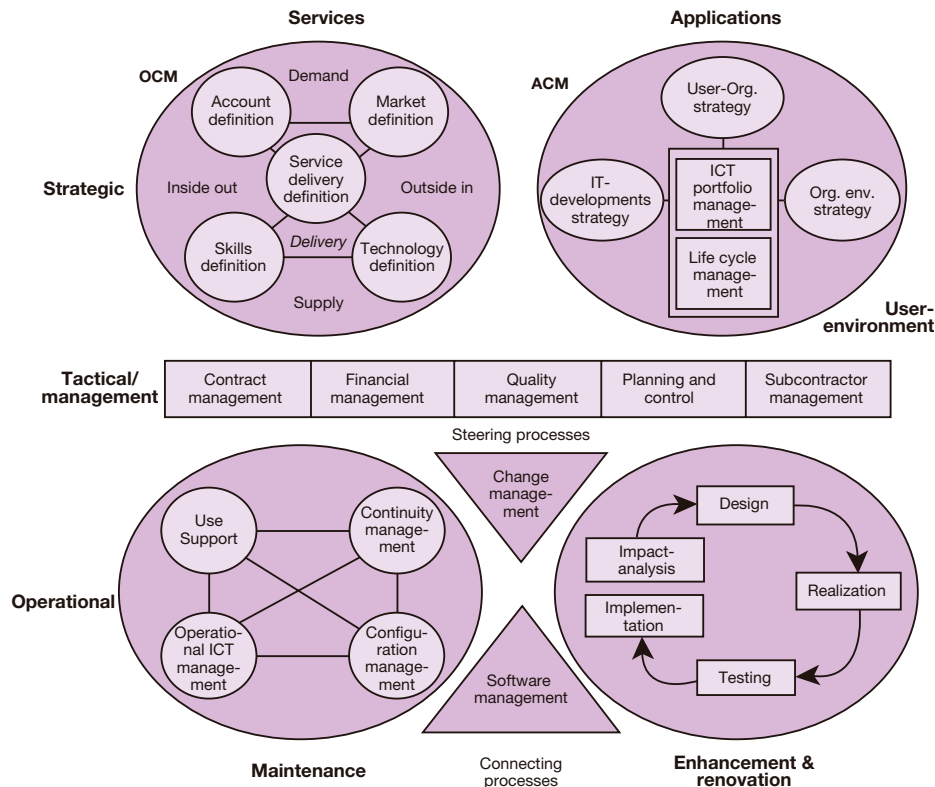 Services
Applications
OCM
Demand
Account
definition
Market
definition
Service
delivery
definition
Strategic
Inside out
Outside in
Skills
definition
Delivery
Technology
definition
Supply
ACM
User-Org.
strategy
IT-
developments
strategy
ICT
portfolio
manage-
ment
Org. env.
strategy
Life cycle
manage-
ment
User-
environment
Tactical/
management
Contract
management
Financial
management
Quality
management
Planning and
control
Subcontractor
management
Steering processes
Change
manage-
ment
Operational
Use
Support
Continuity
manage-
ment
Operatio-
nal ICT
manage-
ment
Configu-
ration
manage-
ment
Software
management
Design
Impact-
analysis
Realization
Implemen-
tation
Testing
Maintenance
Connecting
processes
Enhancement &
renovation